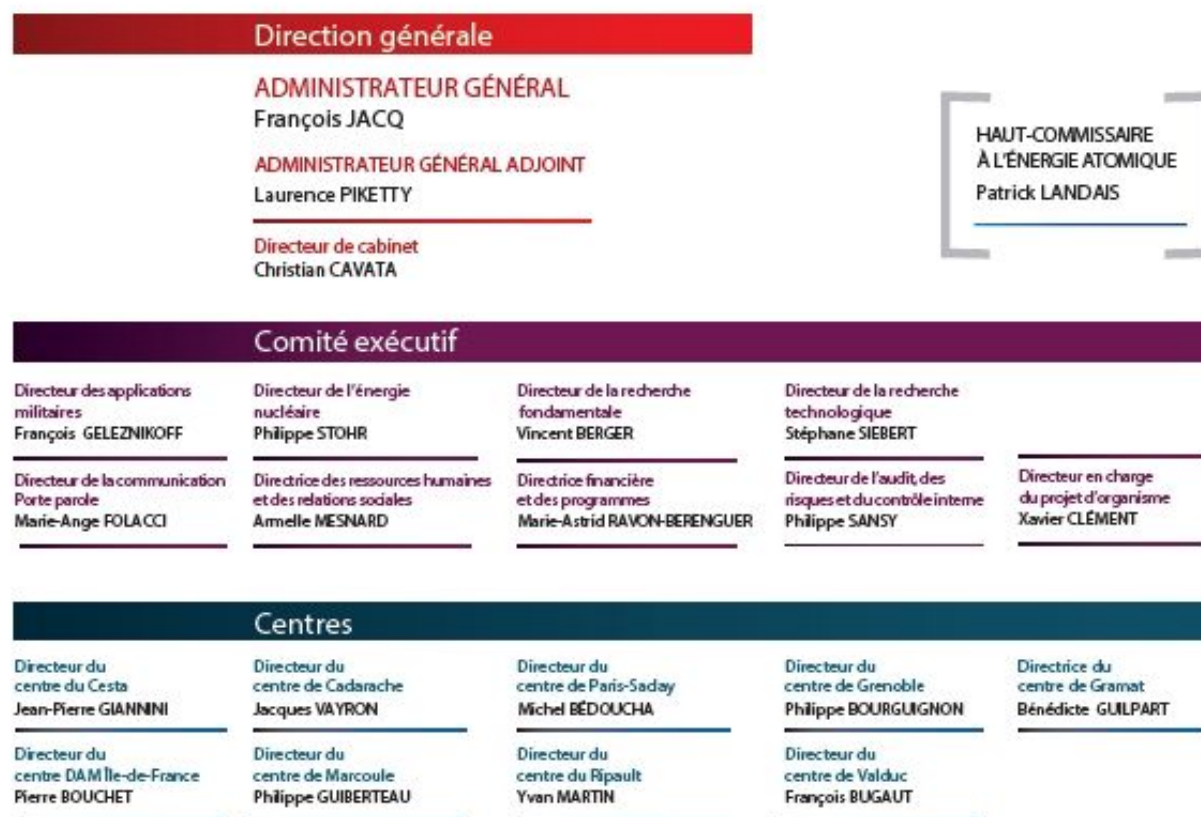 Direction générale
ADMINISTRATEUR GÉNÉRAL
François JACQ
ADMINISTRATEUR GÉNÉRAL ADJOINT
Laurence PIKETTY
Directeur de cabinet
Christian CAVATA
HAUT-COMMISSAIRE
À L'ÉNERGIE ATOMIQUE
Patrick LANDAIS
Comité exécutif
Directeur des applications
militaires
François GELEZNIKOFF
Directeur de l'énergie
nucléaire
Philippe STOHR
Directeur de la recherche
fondamentale
Vincent BERGER
Directeur de la recherche
technologique
Stéphane SIEBERT
Directeur de la communication
Porte parole
Marie-Ange FOLACCI
Directrice des ressources humaines
et des relations sociales
Armelle MESNARD
Directrice financière
et des programmes
Marie-Astrid RAVON-BERENGUER
Directeur de l'audit, des
risques et du contrôle interne
Philippe SANSY
Directeur en charge
du projet d'organisme
Xavier CLÉMENT
Centres
Directeur du
centre du Cesta
Jean-Pierre GIANNINI
Directeur du
centre de Cadarache
Jacques VAYRON
Directeur du
centre de Paris-Saclay
Michel BÉDOUCHA
Directeur du
centre de Grenoble
Philippe BOURGUIGNON
Directrice du
centre de Gramat
Bénédicte GUILPART
Directeur du
centre DAM Île-de-France
Pierre BOUCHET
Directeur du
centre de Marcoule
Philippe GUIBERTEAU
Directeur du
centre du Ripault
Yvan MARTIN
Directeur du
centre de Valduc
François BUGAUT